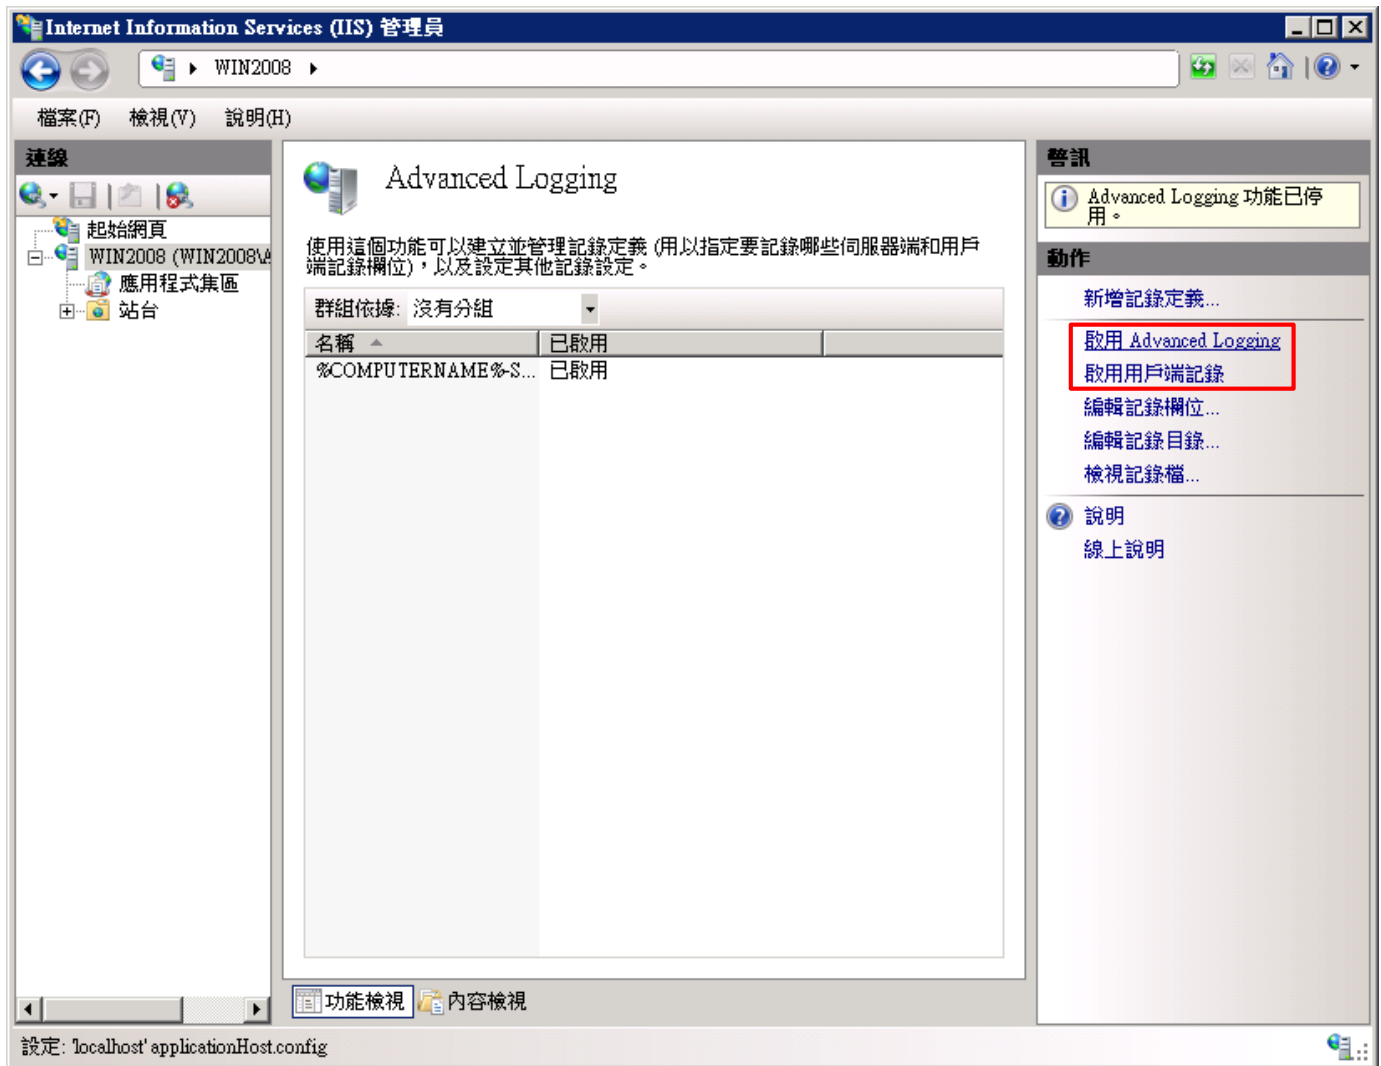 Internet Information Services (IIS) 管理員
WIN2008
檔案(F) 檢視(V) 說明(H)
連線
起始網頁
WIN2008 (WIN2008\A
應用程式集區
站台
Advanced Logging
使用這個功能可以建立並管理記錄定義 (用以指定要記錄哪些伺服器端和用戶
端記錄欄位)，以及設定其他記錄設定。
群組依據: 沒有分組
名稱 已啟用
%COMPUTERNAME%-S... 已啟用
功能檢視 內容檢視
警訊
Advanced Logging 功能已停
用。
動作
新增記錄定義...
啟用 Advanced Logging
啟用用戶端記錄
編輯記錄欄位...
編輯記錄目錄...
檢視記錄檔...
說明
線上說明
設定: 'localhost' applicationHost.config